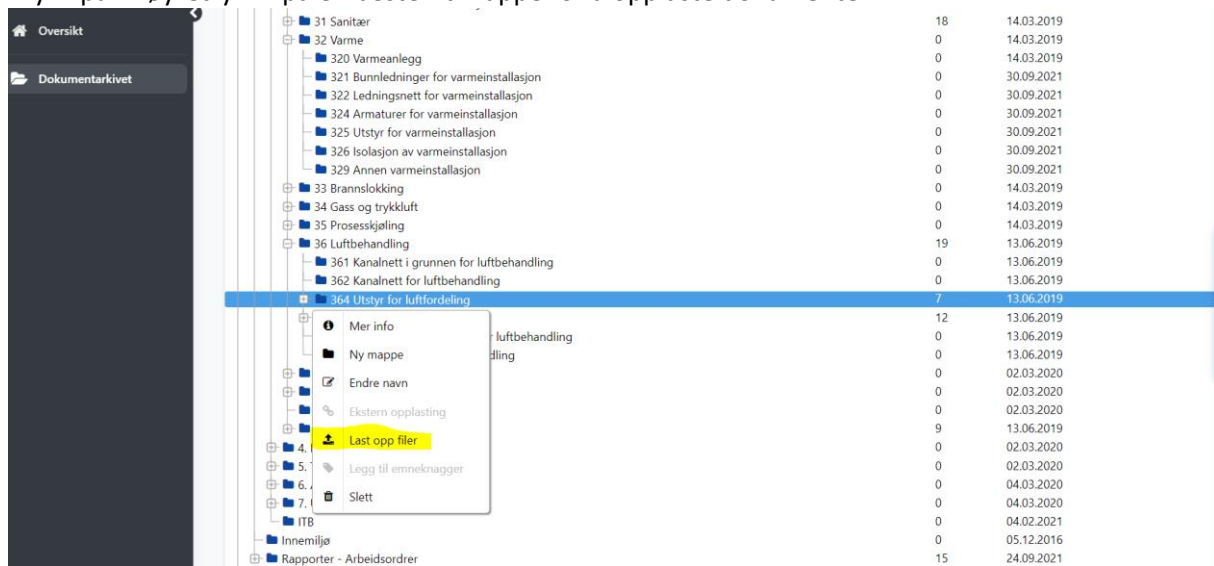 Oversikt
Dokumentarkivet
31 Sanitær 18 14.03.2019
32 Varme 0 14.03.2019
320 Varmeanlegg 0 14.03.2019
321 Bunnledninger for varmeinstallasjon 0 30.09.2021
322 Ledningsnett for varmeinstallasjon 0 30.09.2021
324 Armaturer for varmeinstallasjon 0 30.09.2021
325 Utstyr for varmeinstallasjon 0 30.09.2021
326 Isolasjon av varmeinstallasjon 0 30.09.2021
329 Annen varmeinstallasjon 0 30.09.2021
33 Brannslokking 0 14.03.2019
34 Gass og trykkluft 0 14.03.2019
35 Prosesskjøling 0 14.03.2019
36 Luftbehandling 19 13.06.2019
361 Kanalnett i grunnen for luftbehandling 0 13.06.2019
362 Kanalnett for luftbehandling 0 13.06.2019
364 Utstyr for luftfordeling 7 13.06.2019
12 13.06.2019
Mer info
luftbehandling 0 13.06.2019
Ny mappe 0 13.06.2019
0 02.03.2020
Endre navn 0 02.03.2020
Ekstern opplasting 0 02.03.2020
9 13.06.2019
Last opp filer
4. 0 02.03.2020
5. 0 02.03.2020
Legg til emneknagger
6. 0 04.03.2020
7. 0 04.03.2020
Slett
ITB 0 04.02.2021
Innemiljø 0 05.12.2016
Rapporter - Arbeidsordrer 15 24.09.2021